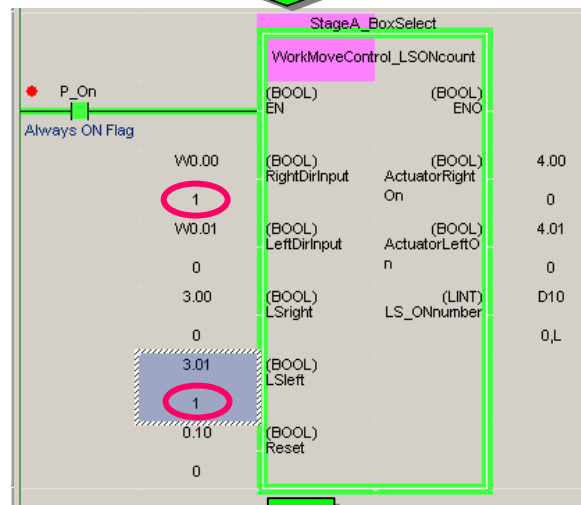 StageA_BoxSelect
WorkMoveControl_LSONcount
P_On
(BOOL)
EN
(BOOL)
ENO
Always ON Flag
W0.00
(BOOL)
RightDirInput
(BOOL)
ActuatorRight
On
4.00
1
0
W0.01
(BOOL)
LeftDirInput
(BOOL)
ActuatorLeftO
n
4.01
0
0
3.00
(BOOL)
LSright
(LINT)
LS_ONnumber
D10
0
0,L
3.01
(BOOL)
LSleft
1
0.10
(BOOL)
Reset
0